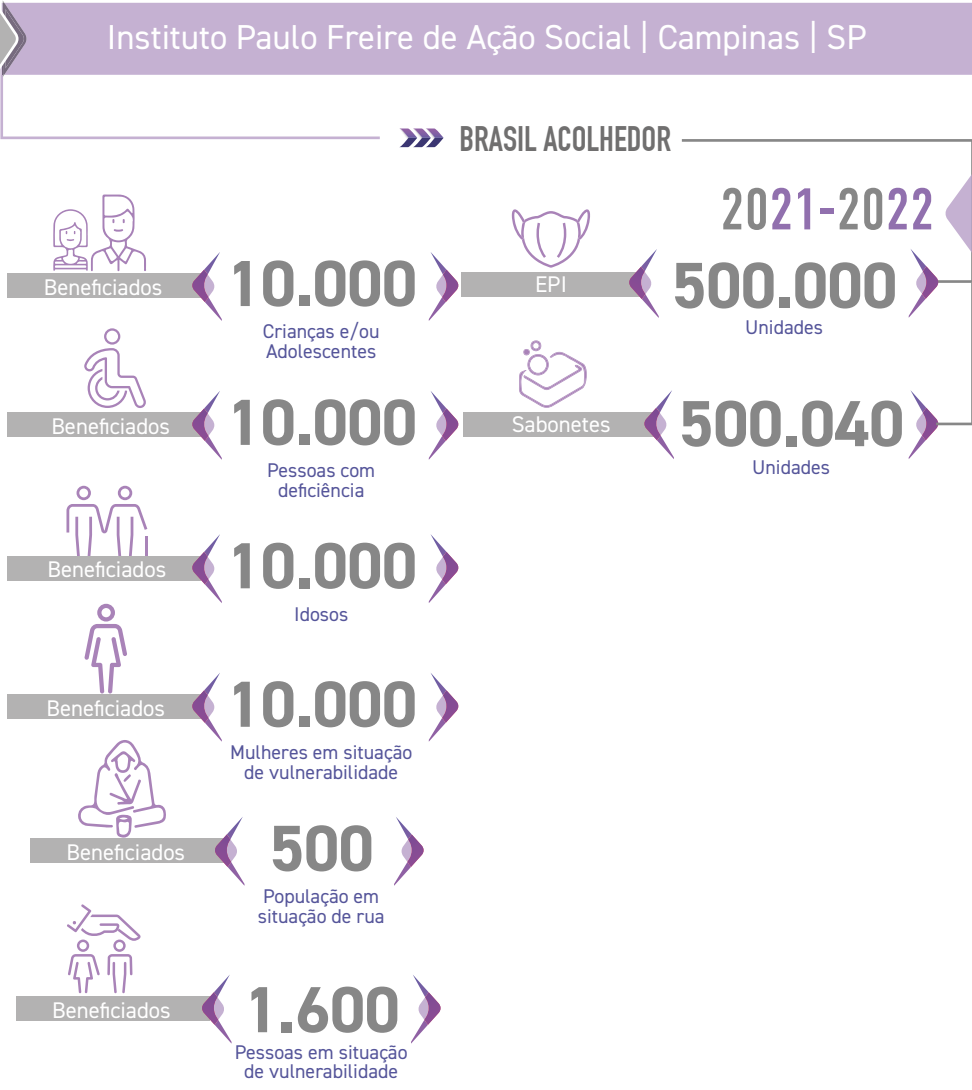 Instituto Paulo Freire de Ação Social | Campinas | SP
BRASIL ACOLHEDOR
2021-2022
Beneficiados
10.000
Crianças e/ou
Adolescentes
EPI
500.000
Unidades
Beneficiados
10.000
Pessoas com
deficiência
Sabonetes
500.040
Unidades
Beneficiados
10.000
Idosos
Beneficiados
10.000
Mulheres em situação
de vulnerabilidade
Beneficiados
500
População em
situação de rua
Beneficiados
1.600
Pessoas em situação
de vulnerabilidade